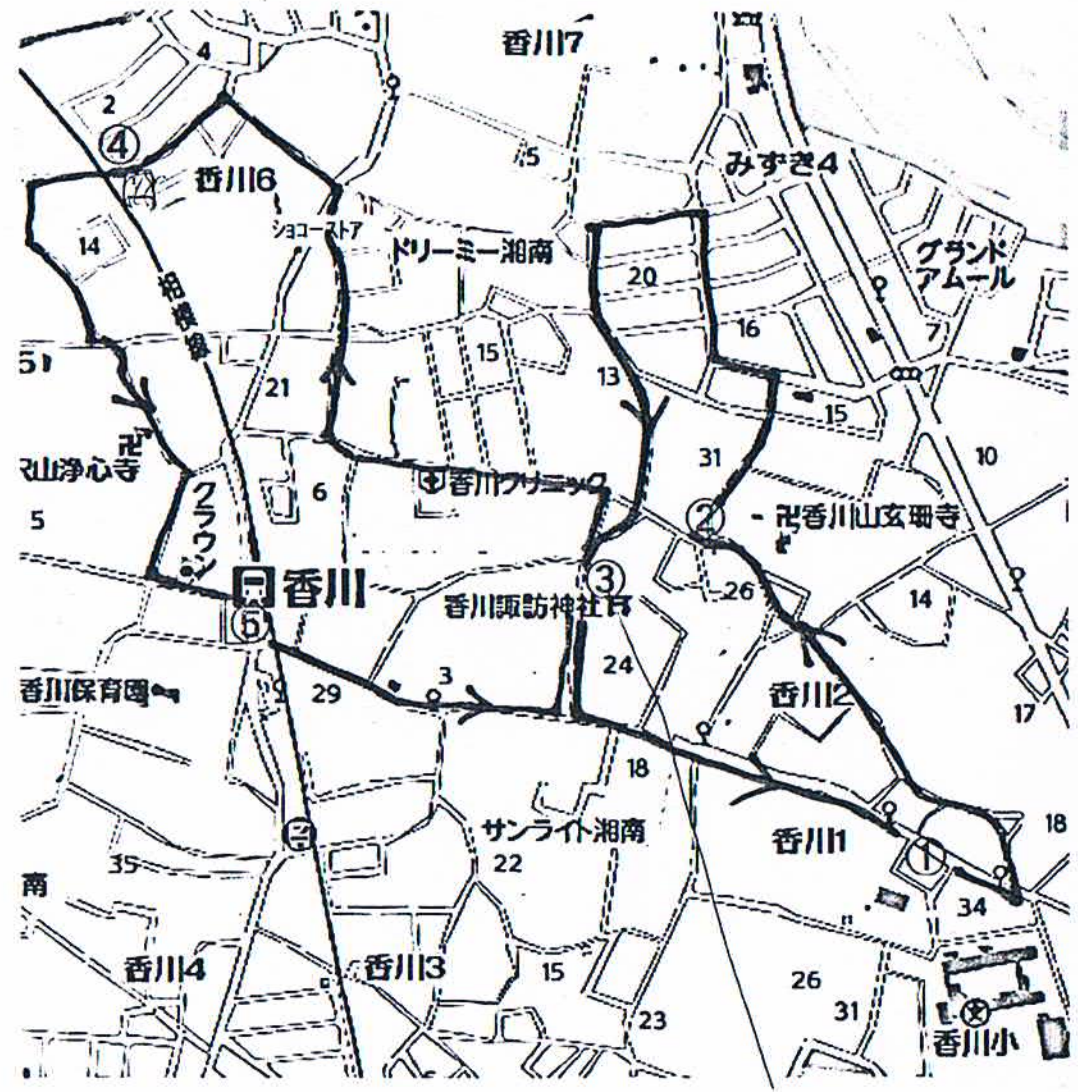 香川7
4
2
④
5
みずき4
香川6
ショコーストア
ドリーミー湘南
グランド
アムール
14
20
相模線
16
7
51
15
13
21
15
31
10
山浄心寺
6
香川クリニック
②
香川山玄珊寺
5
クラウン
③
26
14
香川
香川諏訪神社
⑤
24
香川保育園
29
3
香川2
17
18
サンライト湘南
香川1
18
35
22
①
南
34
香川4
香川3
15
26
23
31
文
香川小